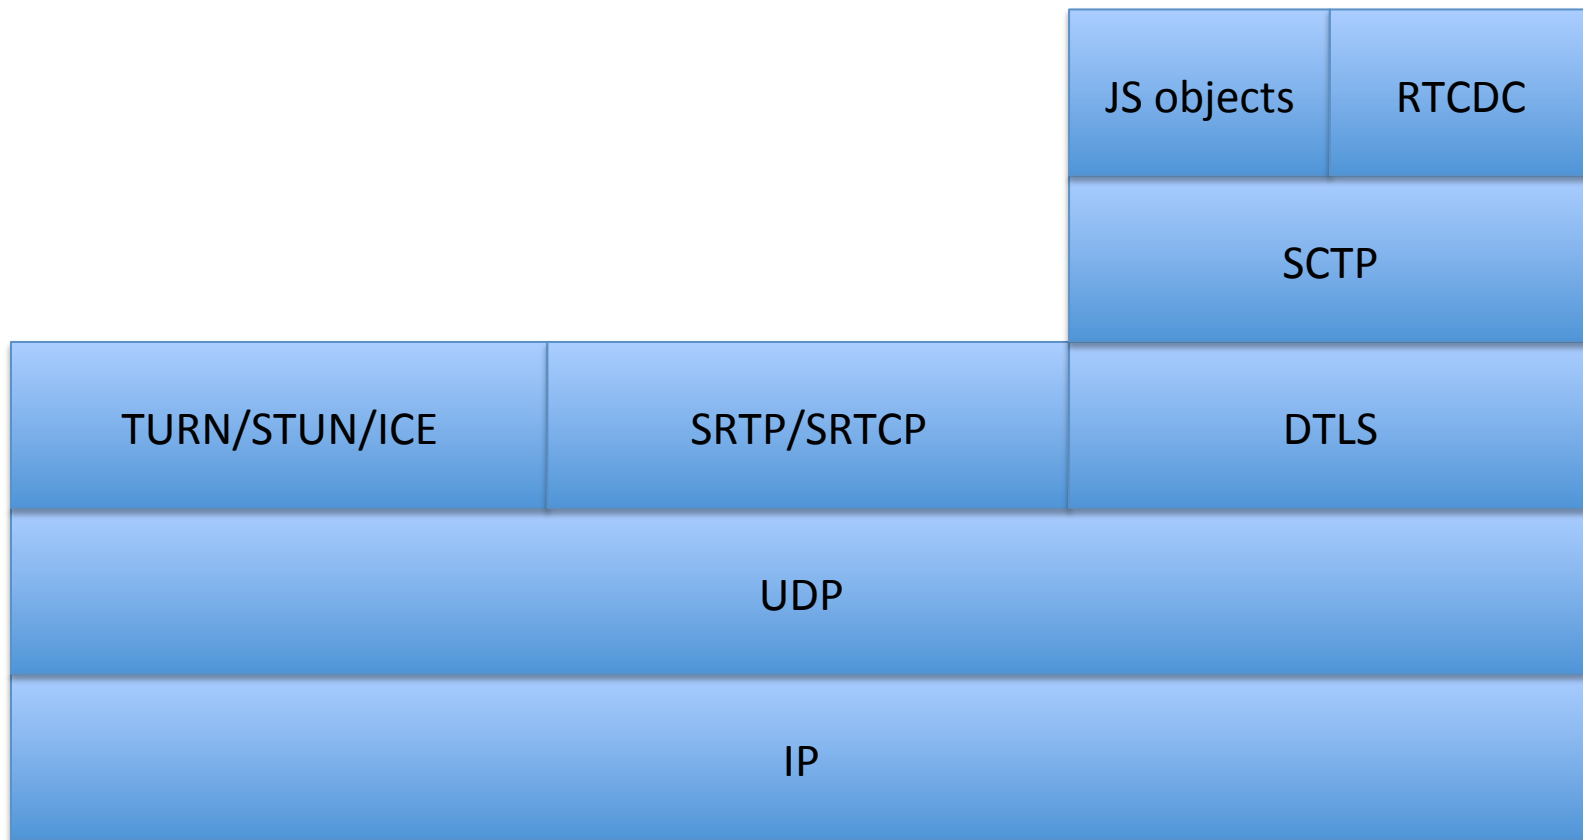 JS objects
RTCDC
SCTP
TURN/STUN/ICE
SRTP/SRTCP
DTLS
UDP
IP